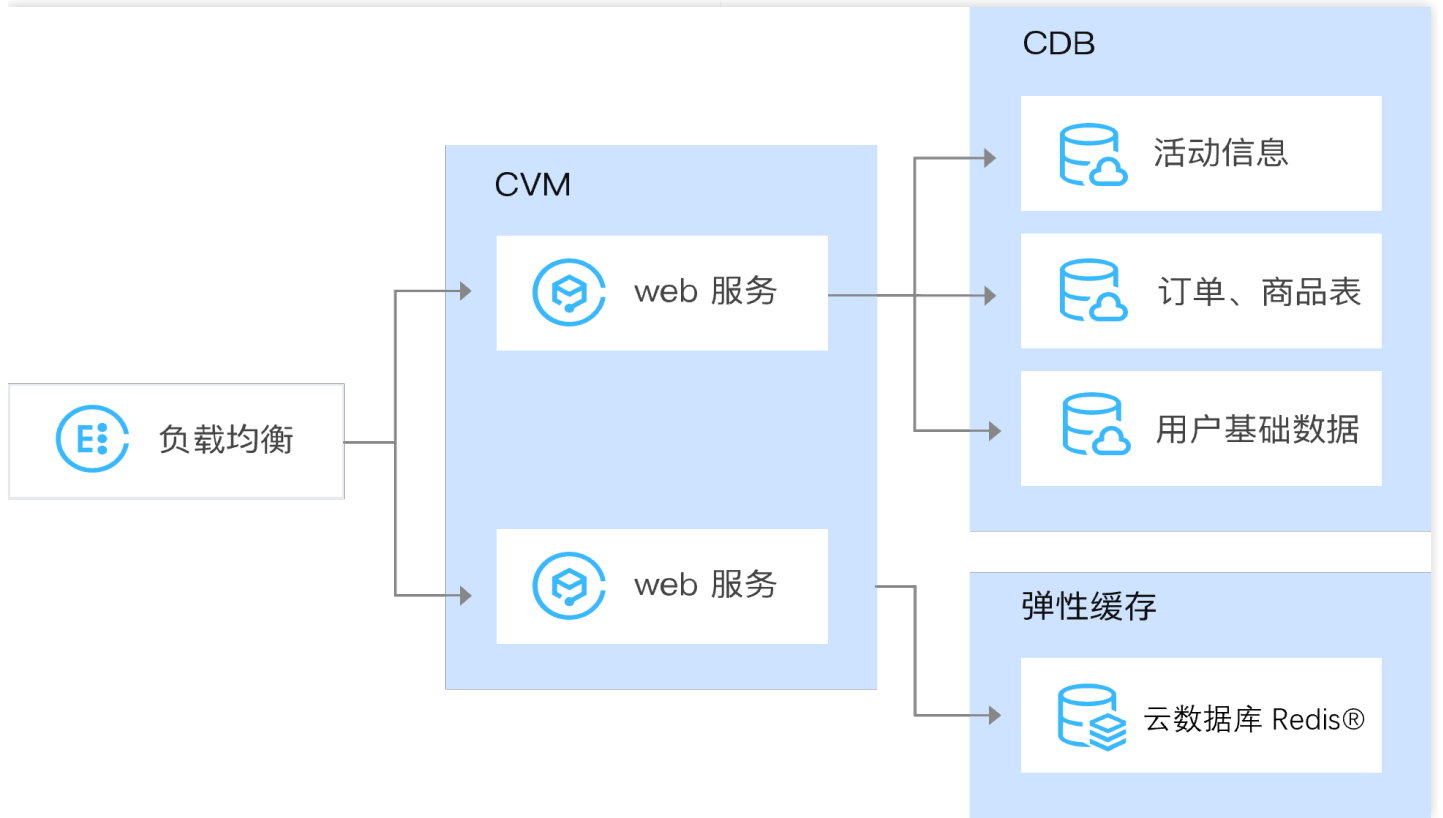 CDB
活动信息
CVM
web 服务
订单、商品表
负载均衡
用户基础数据
web 服务
弹性缓存
云数据库 Redis®